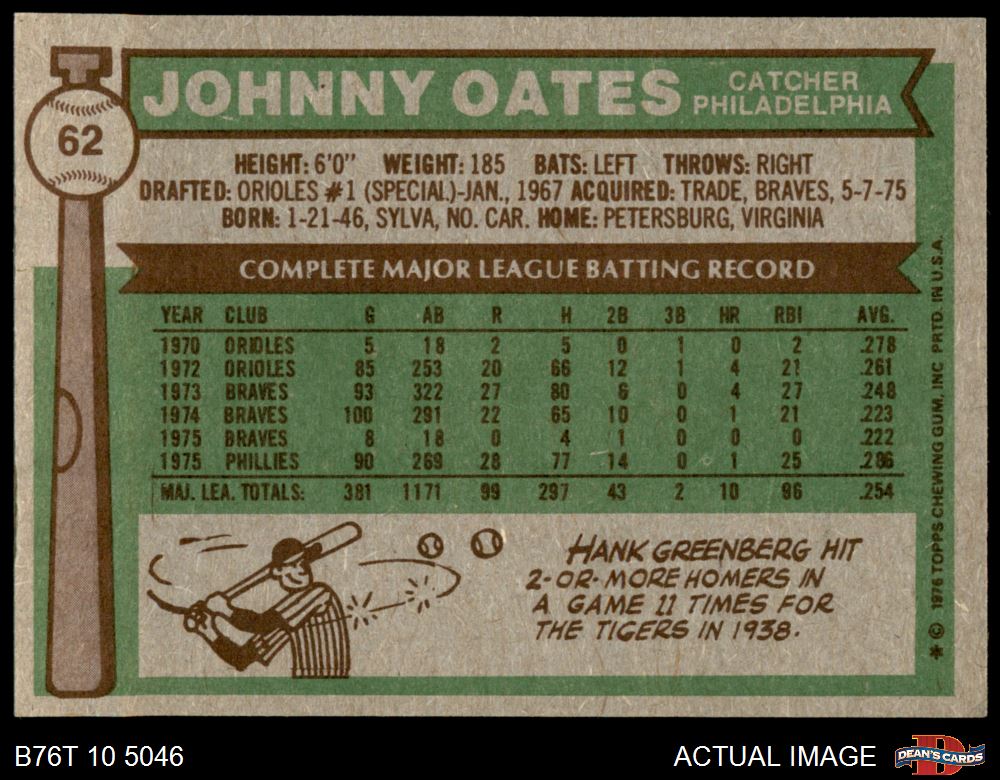 62
JOHNNY OATES CATCHER PHILADELPHIA
HEIGHT: 6'0" WEIGHT: 185 BATS: LEFT THROWS: RIGHT
DRAFTED: ORIOLES #1 (SPECIAL)-JAN., 1967 ACQUIRED: TRADE, BRAVES, 5-7-75
BORN: 1-21-46, SYLVA, NO. CAR. HOME: PETERSBURG, VIRGINIA
COMPLETE MAJOR LEAGUE BATTING RECORD
YEAR CLUB G AB R H 2B 3B HR RBI AVG.
1970 ORIOLES 5 18 2 5 0 1 0 2 .278
1972 ORIOLES 85 253 20 66 12 1 4 21 .261
1973 BRAVES 93 322 27 80 6 0 4 27 .248
1974 BRAVES 100 291 22 65 10 0 1 21 .223
1975 BRAVES 8 18 0 4 1 0 0 0 .222
1975 PHILLIES 90 269 28 77 14 0 1 25 .286
MAJ. LEA. TOTALS: 381 1171 99 297 43 2 10 96 .254
HANK GREENBERG HIT
2-OR-MORE HOMERS IN
A GAME 11 TIMES FOR
THE TIGERS IN 1938.
* © 1976 TOPPS CHEWING GUM, INC PRTD. IN U.S.A.
B76T 10 5046 ACTUAL IMAGE
D
DEAN'S CARDS